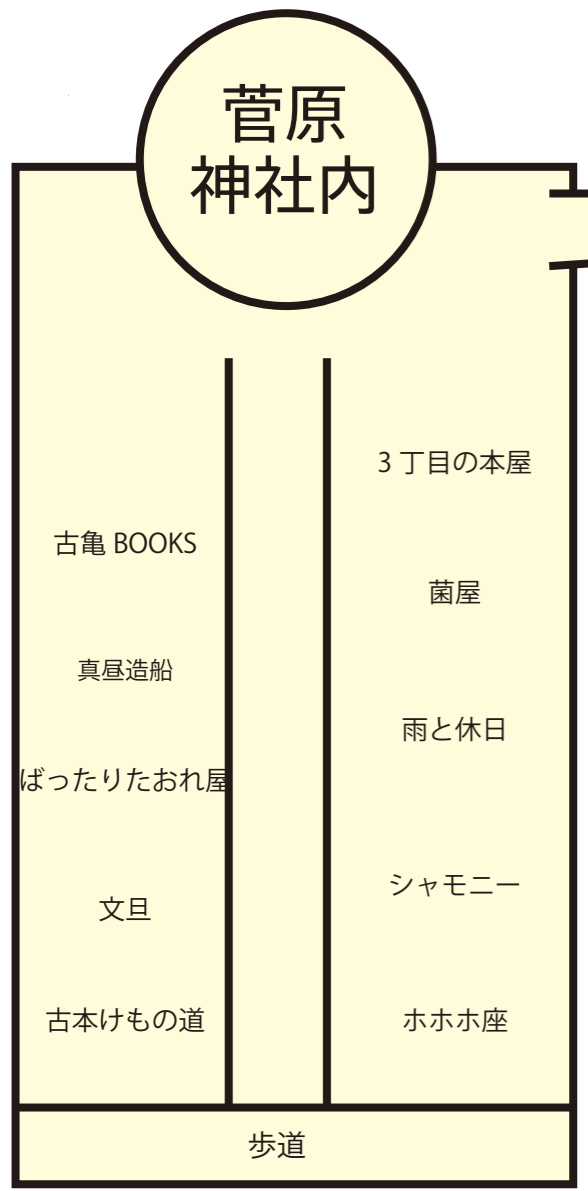 菅原
神社内
3 丁目の本屋
古亀 BOOKS
菌屋
真昼造船
雨と休日
ばったりたおれ屋
シャモニー
文旦
古本けもの道
ホホホ座
歩道